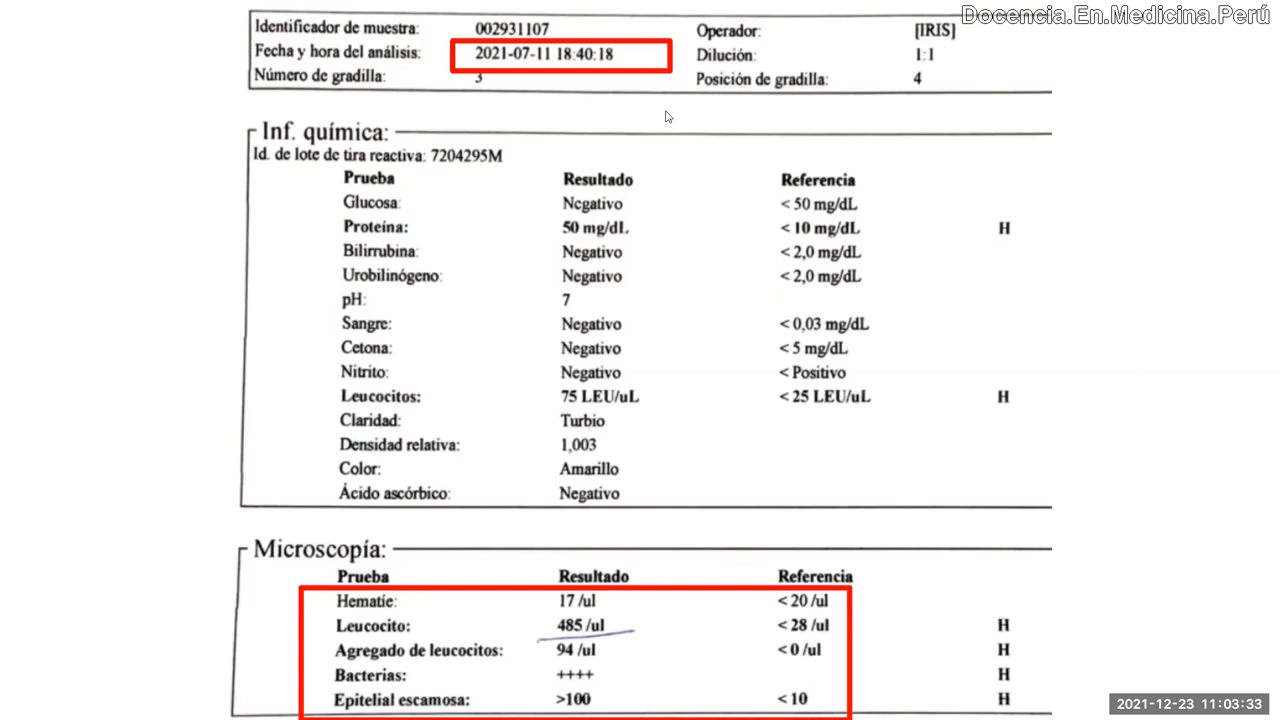 Docencia.En.Medicina.Perú
Identificador de muestra: 002931107 Operador: [IRIS]
Fecha y hora del análisis: 2021-07-11 18:40:18 Dilución: 1:1
Número de gradilla: 3 Posición de gradilla: 4
Inf. química:
Id. de lote de tira reactiva: 7204295M
Prueba Resultado Referencia
Glucosa: Negativo < 50 mg/dL
Proteína: 50 mg/dL < 10 mg/dL H
Bilirrubina: Negativo < 2,0 mg/dL
Urobilinógeno: Negativo < 2,0 mg/dL
pH: 7
Sangre: Negativo < 0,03 mg/dL
Cetona: Negativo < 5 mg/dL
Nitrito: Negativo < Positivo
Leucocitos: 75 LEU/uL < 25 LEU/uL H
Claridad: Turbio
Densidad relativa: 1,003
Color: Amarillo
Ácido ascórbico: Negativo
Microscopía:
Prueba Resultado Referencia
Hematíe: 17 /ul < 20 /ul
Leucocito: 485 /ul < 28 /ul H
Agregado de leucocitos: 94 /ul < 0 /ul H
Bacterias: ++++ H
Epitelial escamosa: >100 < 10 H
2021-12-23 11:03:33